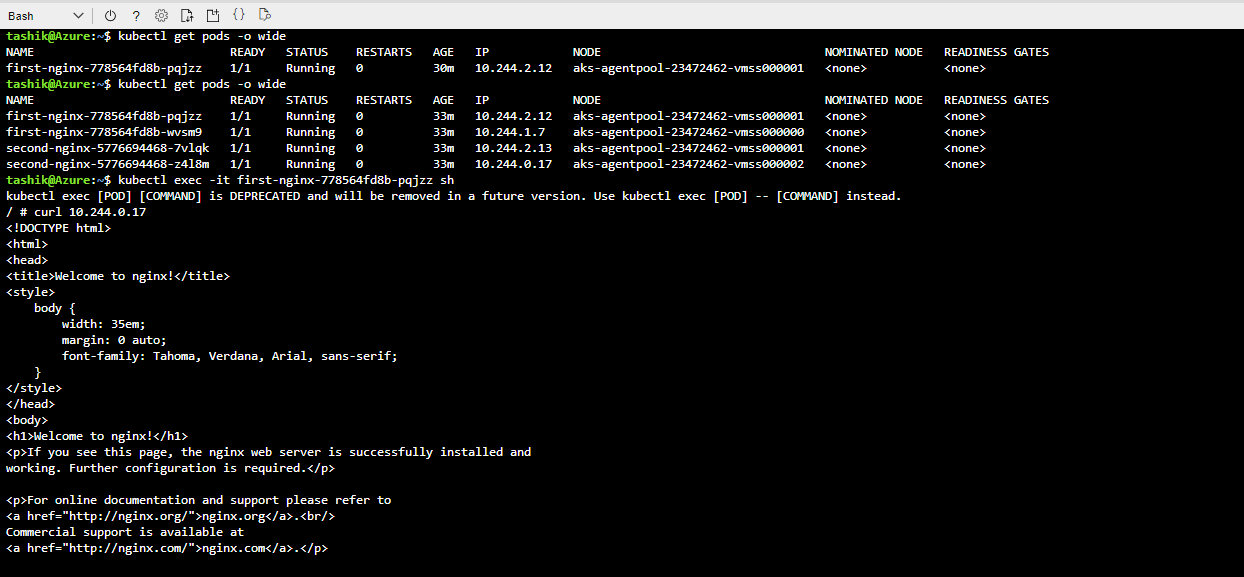 Bash
tashik@Azure:~$ kubectl get pods -o wide
NAME READY STATUS RESTARTS AGE IP NODE NOMINATED NODE READINESS GATES
first-nginx-778564fd8b-pqjzz 1/1 Running 0 30m 10.244.2.12 aks-agentpool-23472462-vmss000001 <none> <none>
tashik@Azure:~$ kubectl get pods -o wide
NAME READY STATUS RESTARTS AGE IP NODE NOMINATED NODE READINESS GATES
first-nginx-778564fd8b-pqjzz 1/1 Running 0 33m 10.244.2.12 aks-agentpool-23472462-vmss000001 <none> <none>
first-nginx-778564fd8b-wvsm9 1/1 Running 0 33m 10.244.1.7 aks-agentpool-23472462-vmss000000 <none> <none>
second-nginx-5776694468-7vlqk 1/1 Running 0 33m 10.244.2.13 aks-agentpool-23472462-vmss000001 <none> <none>
second-nginx-5776694468-z4l8m 1/1 Running 0 33m 10.244.0.17 aks-agentpool-23472462-vmss000002 <none> <none>
tashik@Azure:~$ kubectl exec -it first-nginx-778564fd8b-pqjzz sh
kubectl exec [POD] [COMMAND] is DEPRECATED and will be removed in a future version. Use kubectl exec [POD] -- [COMMAND] instead.
/ # curl 10.244.0.17
<!DOCTYPE html>
<html>
<head>
<title>Welcome to nginx!</title>
<style>
    body {
        width: 35em;
        margin: 0 auto;
        font-family: Tahoma, Verdana, Arial, sans-serif;
    }
</style>
</head>
<body>
<h1>Welcome to nginx!</h1>
<p>If you see this page, the nginx web server is successfully installed and
working. Further configuration is required.</p>

<p>For online documentation and support please refer to
<a href="http://nginx.org/">nginx.org</a>.<br/>
Commercial support is available at
<a href="http://nginx.com/">nginx.com</a>.</p>